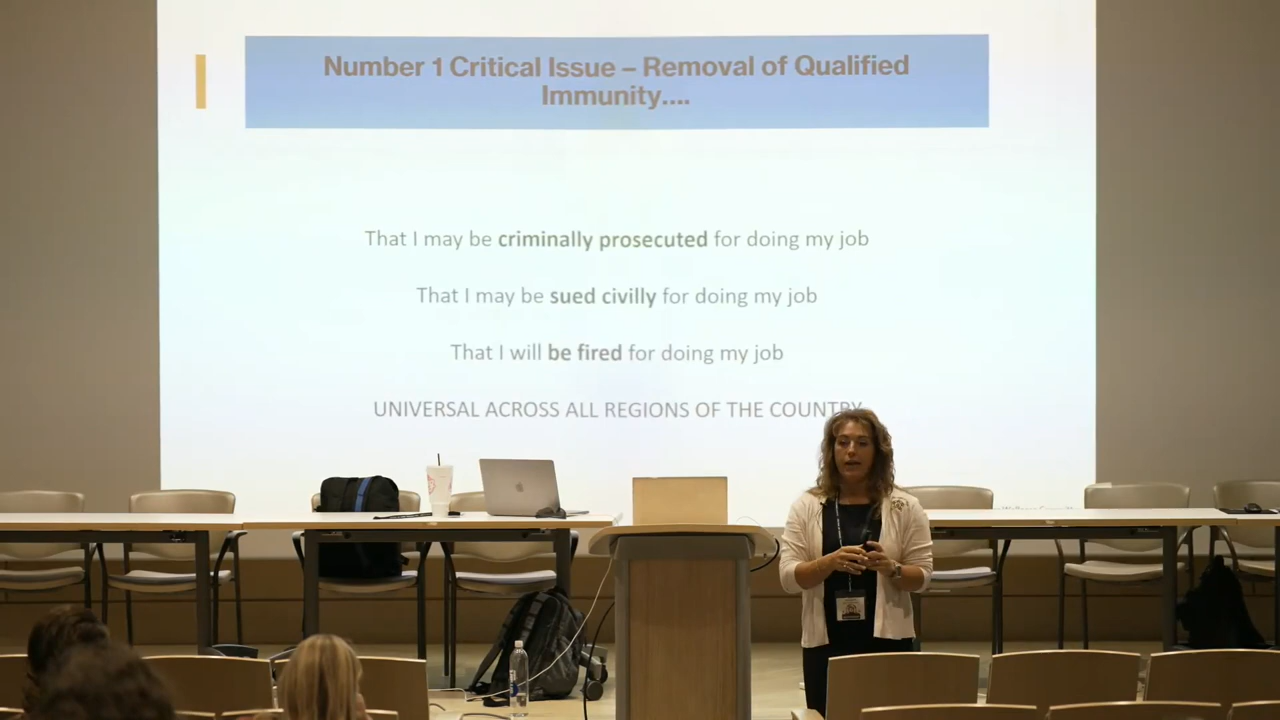 Number 1 Critical Issue – Removal of Qualified
Immunity....
That I may be criminally prosecuted for doing my job
That I may be sued civilly for doing my job
That I will be fired for doing my job
UNIVERSAL ACROSS ALL REGIONS OF THE COUNTRY